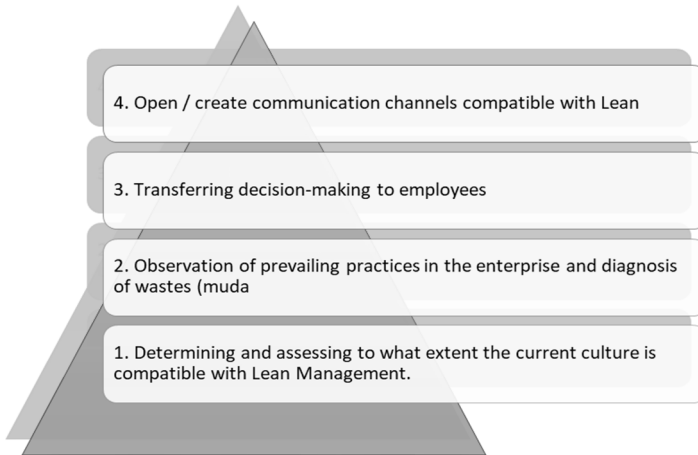 4. Open / create communication channels compatible with Lean
3. Transferring decision-making to employees
2. Observation of prevailing practices in the enterprise and diagnosis
of wastes (muda
1. Determining and assessing to what extent the current culture is
compatible with Lean Management.